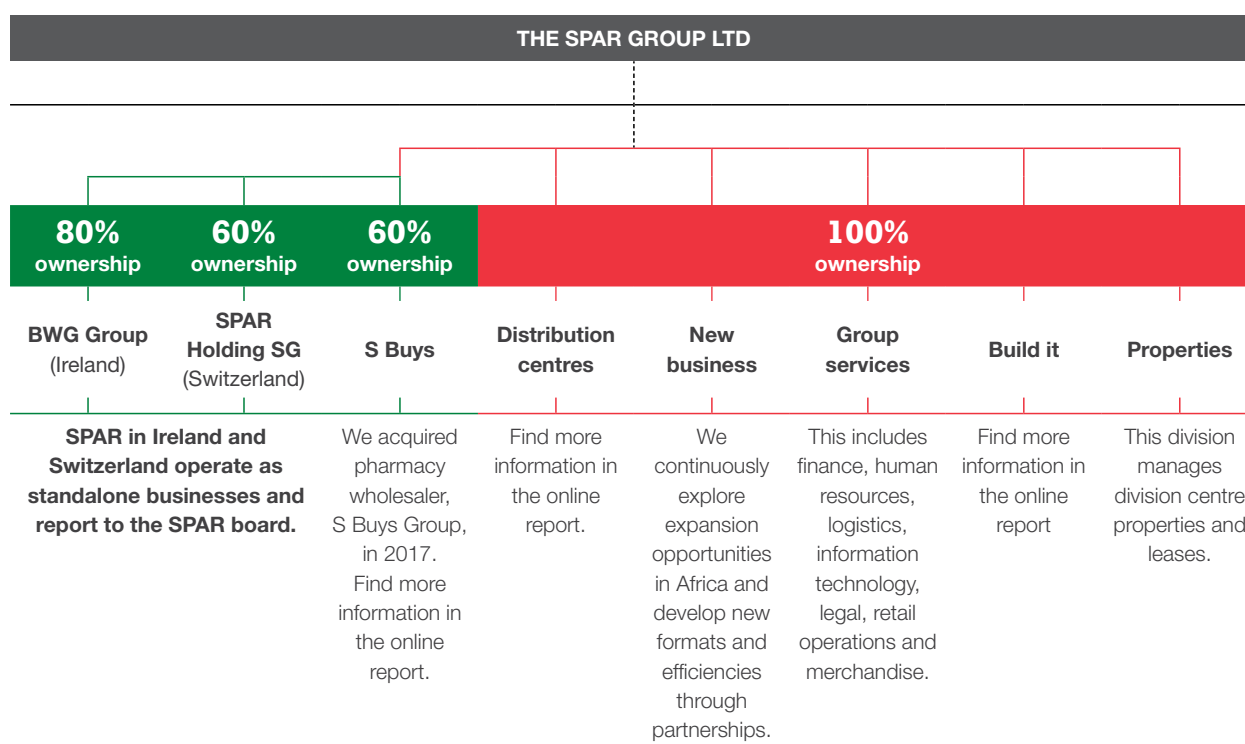 THE SPAR GROUP LTD
80%
ownership
60%
ownership
60%
ownership
100%
ownership
BWG Group
(Ireland)
SPAR
Holding SG
(Switzerland)
S Buys
Distribution
centres
New
business
Group
services
Build it
Properties
SPAR in Ireland and
Switzerland operate as
standalone businesses and
report to the SPAR board.
We acquired
pharmacy
wholesaler,
S Buys Group,
in 2017.
Find more
information in
the online
report.
Find more
information in
the online
report.
We
continuously
explore
expansion
opportunities
in Africa and
develop new
formats and
efficiencies
through
partnerships.
This includes
finance, human
resources,
logistics,
information
technology,
legal, retail
operations and
merchandise.
Find more
information in
the online
report
This division
manages
division centre
properties and
leases.